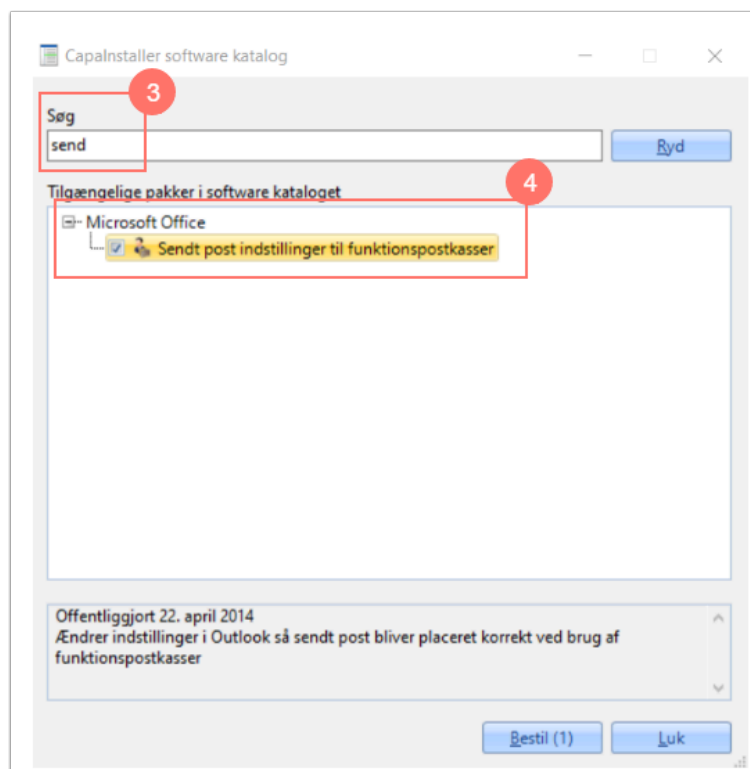 CapaInstaller software katalog
3
Søg
send
Ryd
4
Tilgængelige pakker i software kataloget
Microsoft Office
Sendt post indstillinger til funktionspostkasser
Offentliggjort 22. april 2014
Ændrer indstillinger i Outlook så sendt post bliver placeret korrekt ved brug af
funktionspostkasser
Bestil (1)
Luk